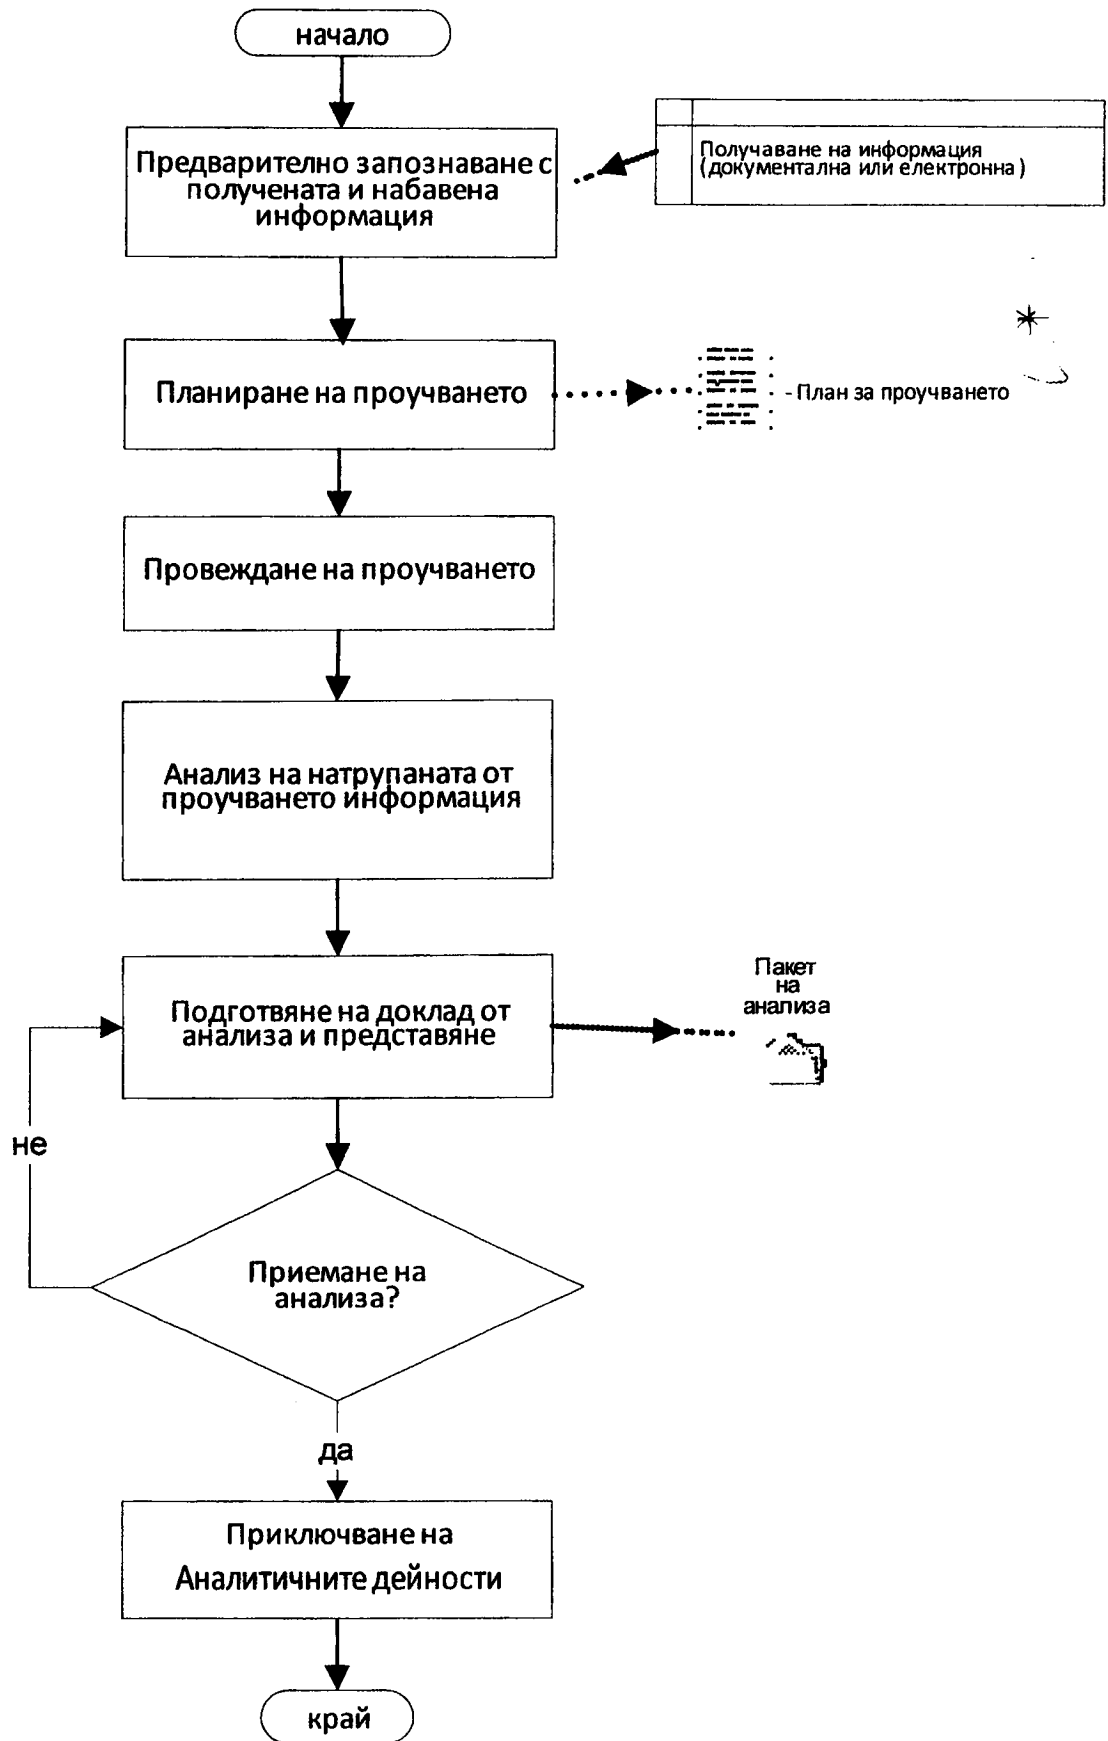 начало
Предварително запознаване с
получената и набавена
информация
Получаване на информация
(документална или електронна)
Планиране на проучването
- План за проучването
Провеждане на проучването
Анализ на натрупаната от
проучването информация
Пакет
на
анализа
Подготвяне на доклад от
анализа и представяне
не
Приемане на
анализа?
да
Приключване на
Аналитичните дейности
край